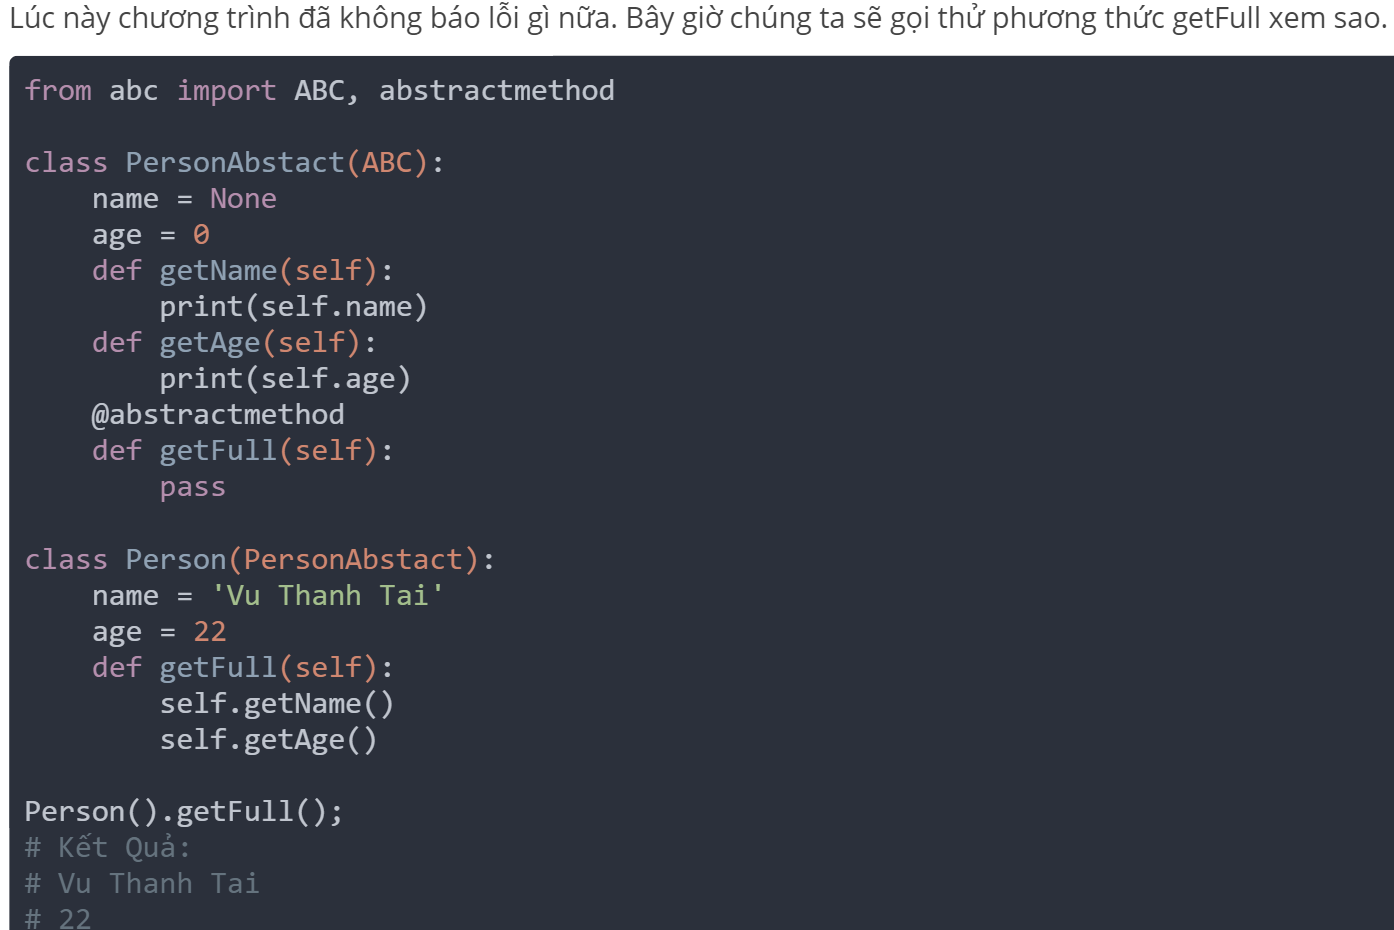 Lúc này chương trình đã không báo lỗi gì nữa. Bây giờ chúng ta sẽ gọi thử phương thức getFull xem sao.
from abc import ABC, abstractmethod
class PersonAbstact(ABC):
    name = None
    age = 0
    def getName(self):
        print(self.name)
    def getAge(self):
        print(self.age)
    @abstractmethod
    def getFull(self):
        pass
class Person(PersonAbstact):
    name = 'Vu Thanh Tai'
    age = 22
    def getFull(self):
        self.getName()
        self.getAge()
Person().getFull();
# Kết Quả:
# Vu Thanh Tai
# 22